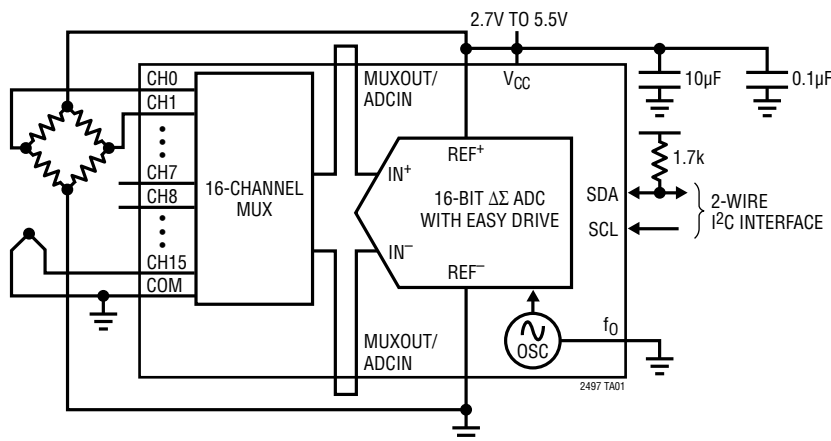 2.7V TO 5.5V
CH0
CH1
CH7
CH8
CH15
COM
16-CHANNEL
MUX
MUXOUT/
ADCIN
VCC
10µF
0.1µF
1.7k
REF+
IN+
16-BIT ΔΣ ADC
WITH EASY DRIVE
IN–
REF–
SDA
SCL
2-WIRE
I2C INTERFACE
MUXOUT/
ADCIN
OSC
fO
2497 TA01